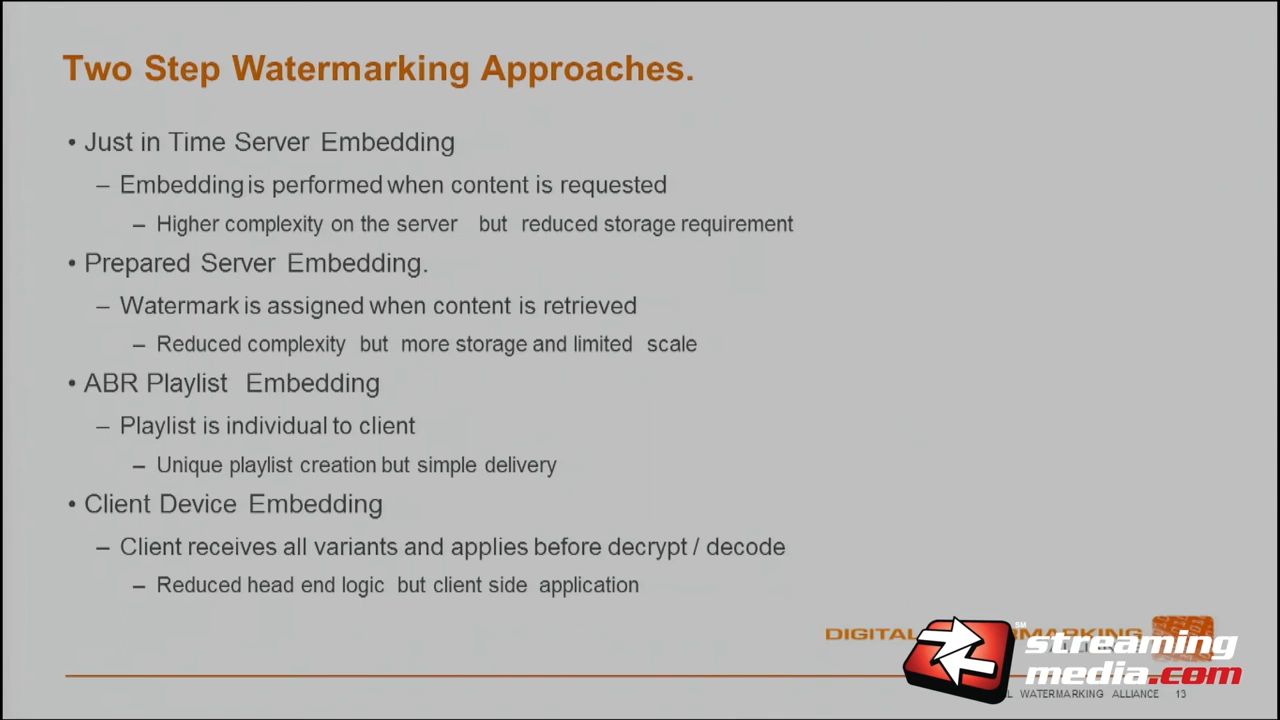 Two Step Watermarking Approaches.
• Just in Time Server Embedding
– Embedding is performed when content is requested
– Higher complexity on the server but reduced storage requirement
• Prepared Server Embedding.
– Watermark is assigned when content is retrieved
– Reduced complexity but more storage and limited scale
• ABR Playlist Embedding
– Playlist is individual to client
– Unique playlist creation but simple delivery
• Client Device Embedding
– Client receives all variants and applies before decrypt / decode
– Reduced head end logic but client side application
DIGITAL
streaming
media.com
WATERMARKING ALLIANCE 13